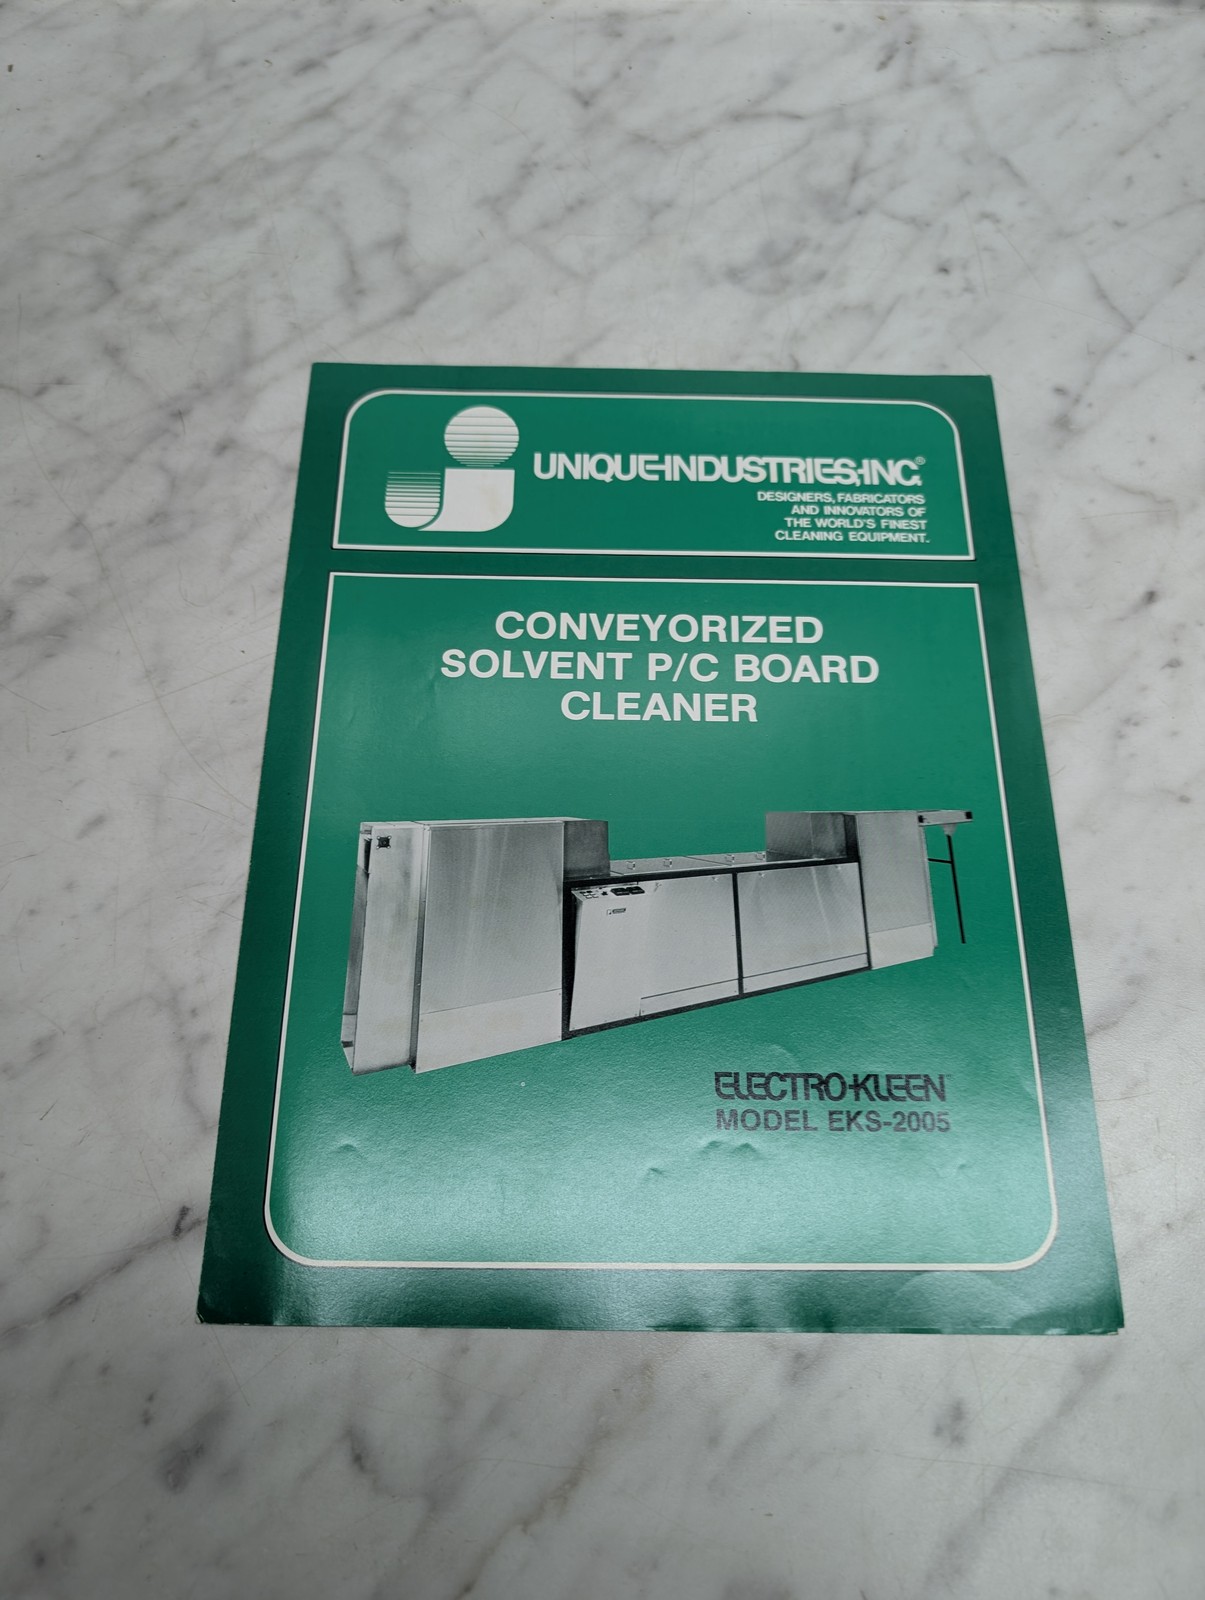 UNIQUE-INDUSTRIES,-INC.®
DESIGNERS, FABRICATORS
AND INNOVATORS OF
THE WORLD'S FINEST
CLEANING EQUIPMENT.
CONVEYORIZED
SOLVENT P/C BOARD
CLEANER
ELECTRO-KLEEN™
MODEL EKS-2005